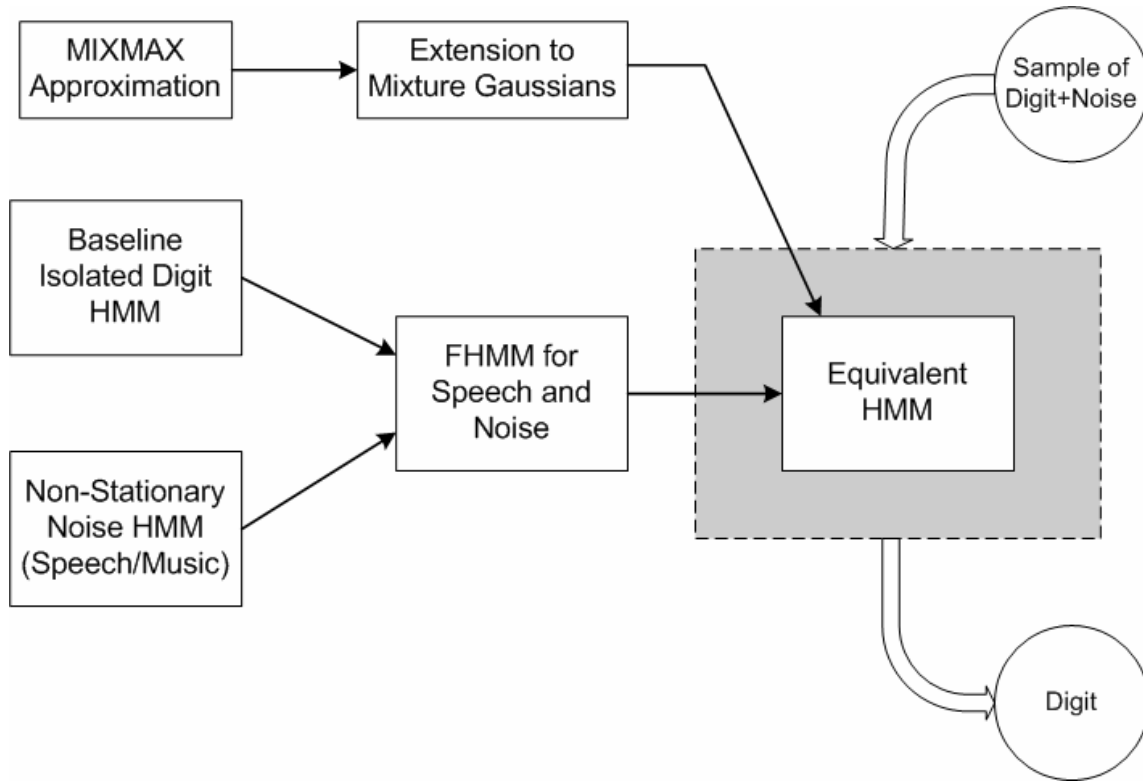 MIXMAX
Approximation
Extension to
Mixture Gaussians
Sample of
Digit+Noise
Baseline
Isolated Digit
HMM
FHMM for
Speech and
Noise
Equivalent
HMM
Non-Stationary
Noise HMM
(Speech/Music)
Digit